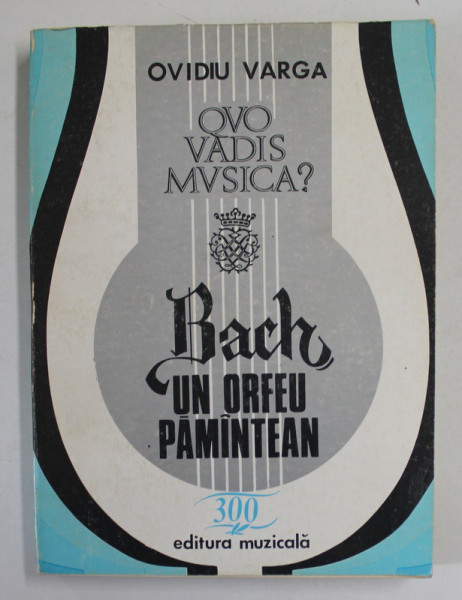 OVIDIU VARGA
QVO
VADIS
MVSICA?
Bach,
UN ORFEU
PĂMÎNTEAN
300
editura muzicală